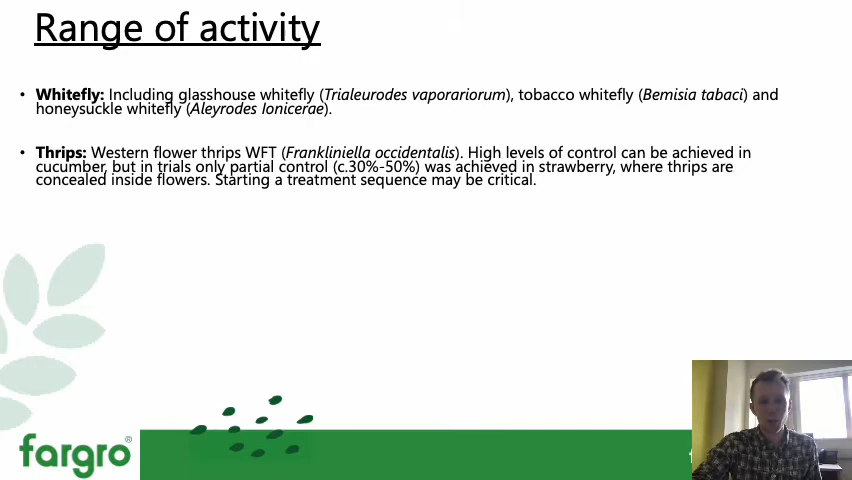 Range of activity
• Whitefly: Including glasshouse whitefly (Trialeurodes vaporariorum), tobacco whitefly (Bemisia tabaci) and
honeysuckle whitefly (Aleyrodes lonicerae).
• Thrips: Western flower thrips WFT (Frankliniella occidentalis). High levels of control can be achieved in
cucumber, but in trials only partial control (c.30%-50%) was achieved in strawberry, where thrips are
concealed inside flowers. Starting a treatment sequence may be critical.
fargro®